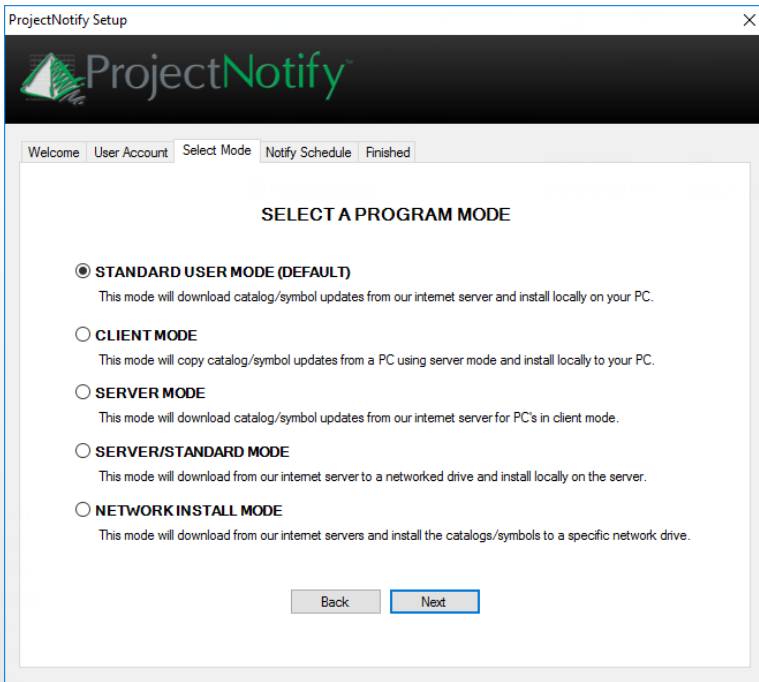 ProjectNotify Setup
ProjectNotify™
Welcome User Account Select Mode Notify Schedule Finished
SELECT A PROGRAM MODE
STANDARD USER MODE (DEFAULT)
This mode will download catalog/symbol updates from our internet server and install locally on your PC.
CLIENT MODE
This mode will copy catalog/symbol updates from a PC using server mode and install locally to your PC.
SERVER MODE
This mode will download catalog/symbol updates from our internet server for PC's in client mode.
SERVER/STANDARD MODE
This mode will download from our internet server to a networked drive and install locally on the server.
NETWORK INSTALL MODE
This mode will download from our internet servers and install the catalogs/symbols to a specific network drive.
Back Next